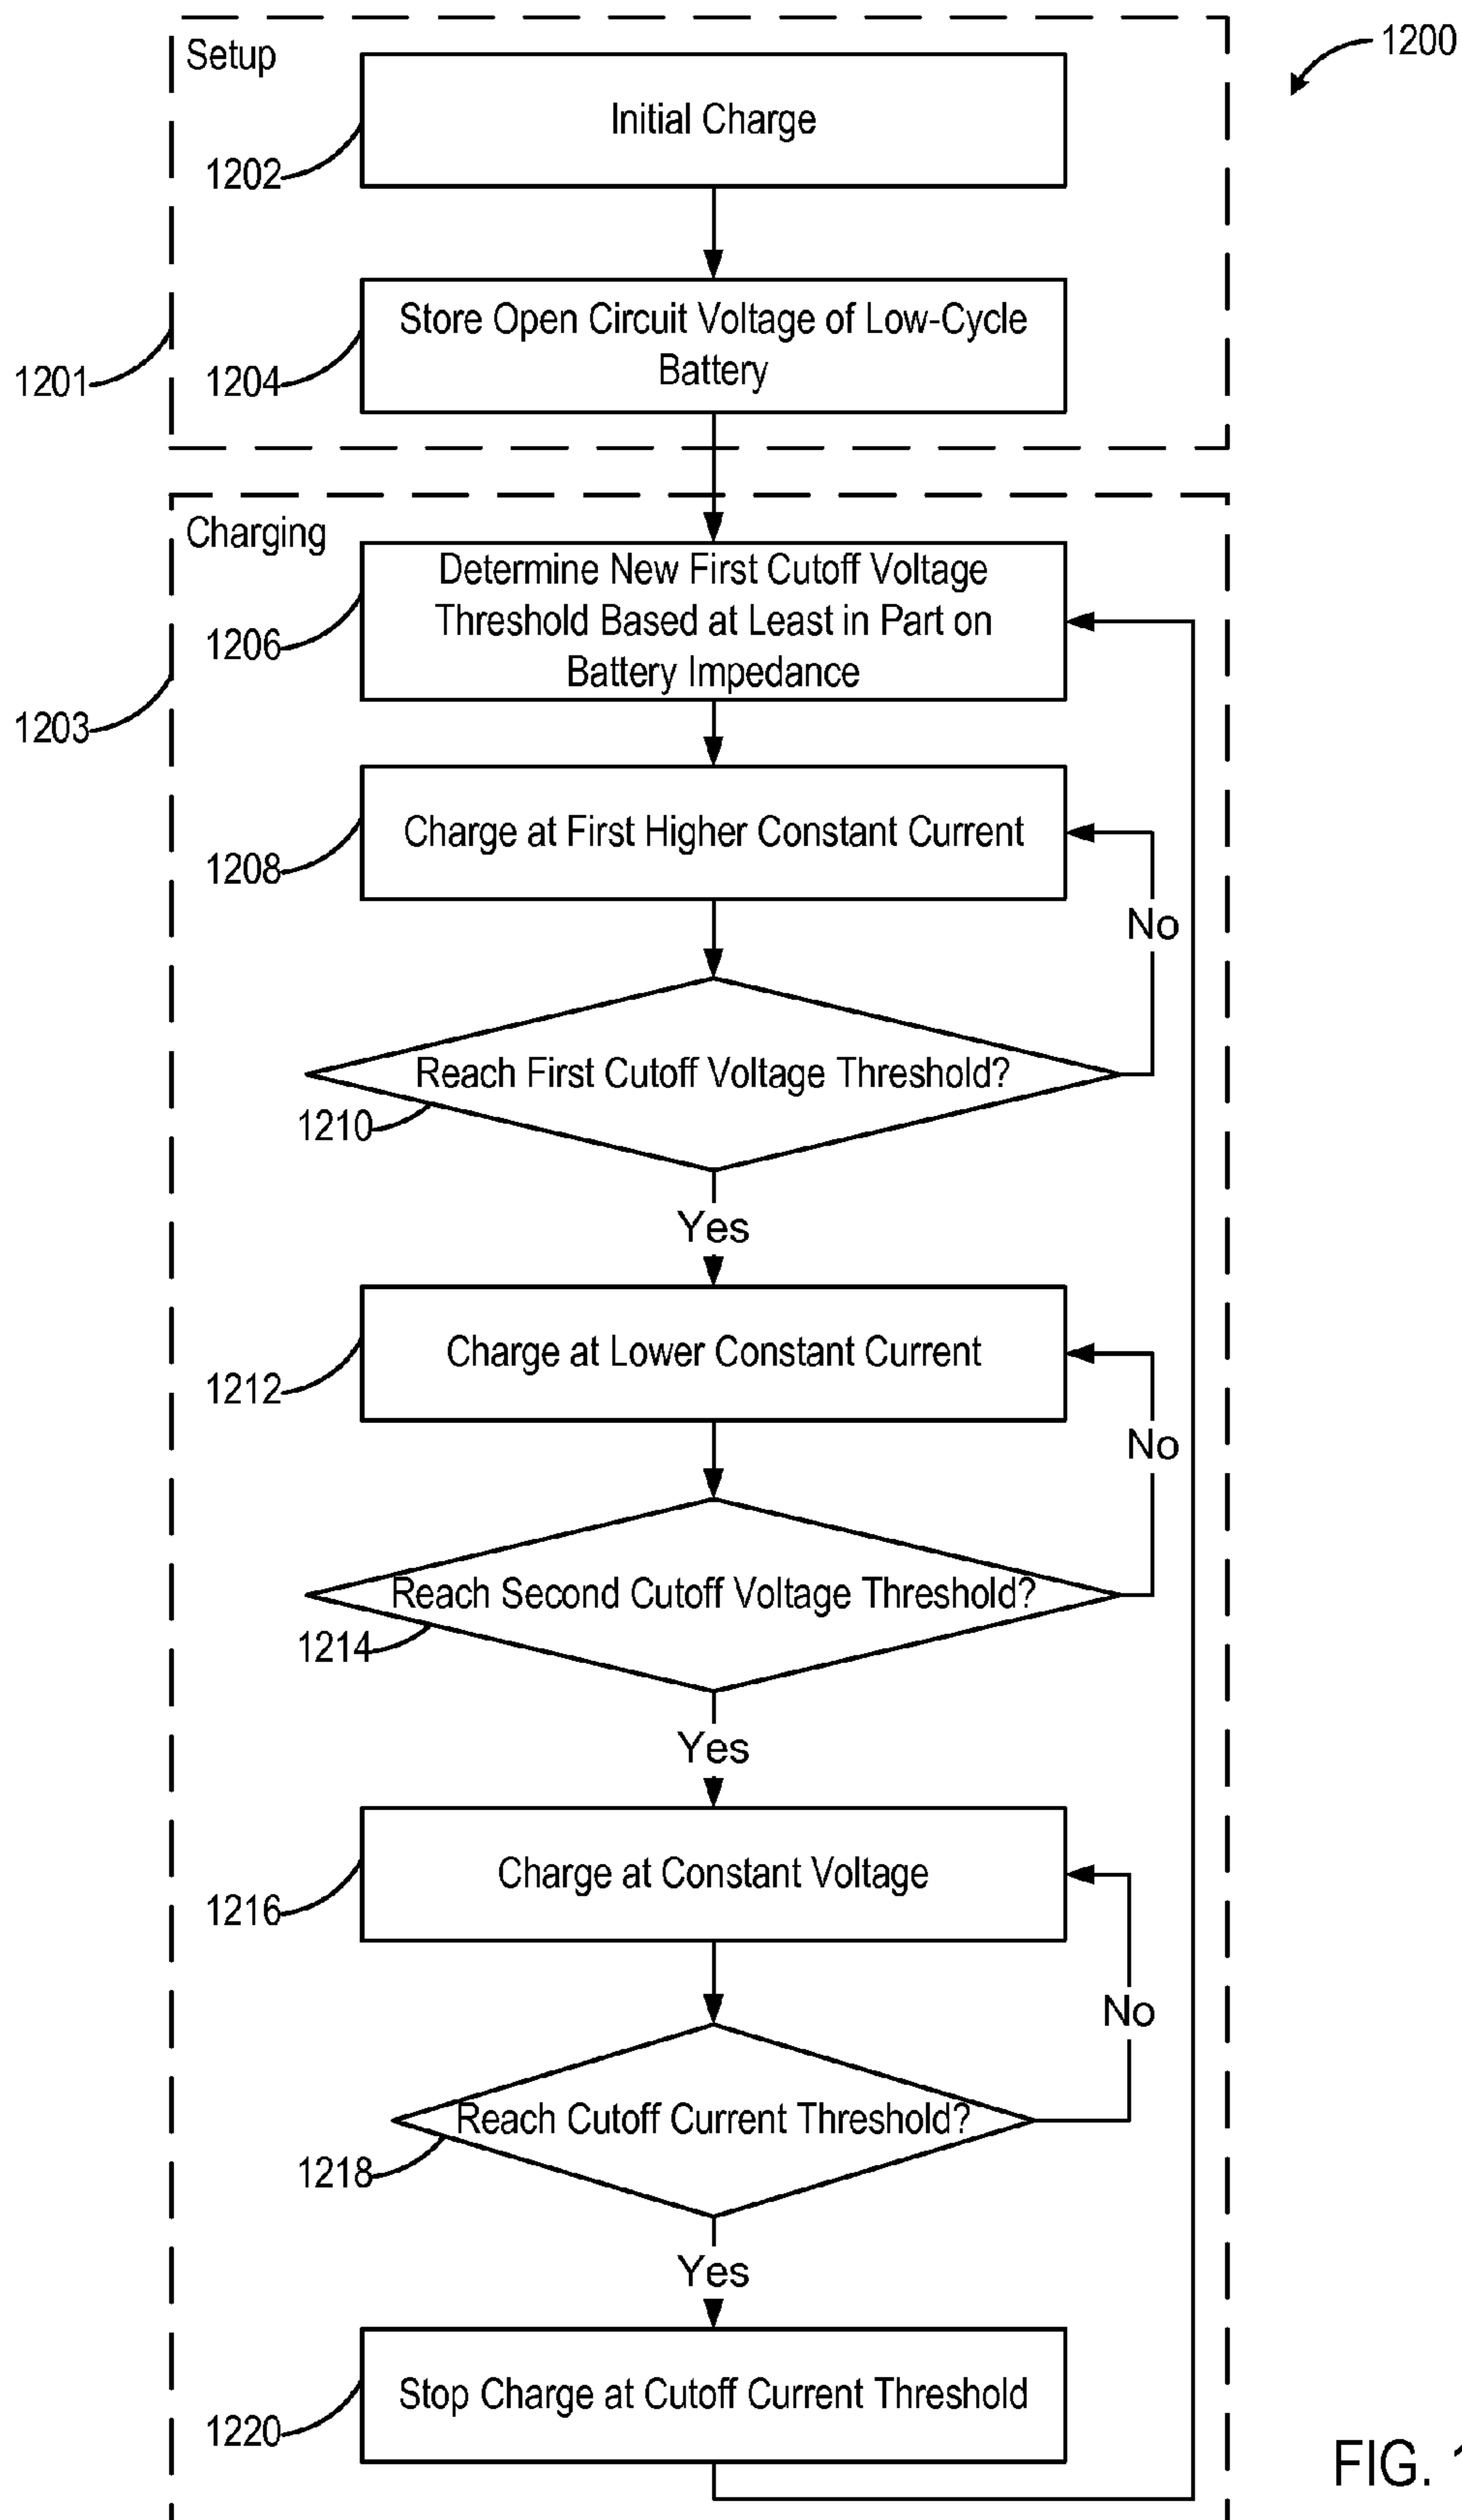 Setup
1200
Initial Charge
1202
Store Open Circuit Voltage of Low-Cycle
Battery
1201
1204
Charging
Determine New First Cutoff Voltage
Threshold Based at Least in Part on
Battery Impedance
1206
1203
Charge at First Higher Constant Current
1208
No
Reach First Cutoff Voltage Threshold?
1210
Yes
Charge at Lower Constant Current
1212
No
Reach Second Cutoff Voltage Threshold?
1214
Yes
Charge at Constant Voltage
1216
No
Reach Cutoff Current Threshold?
1218
Yes
Stop Charge at Cutoff Current Threshold
1220
FIG.